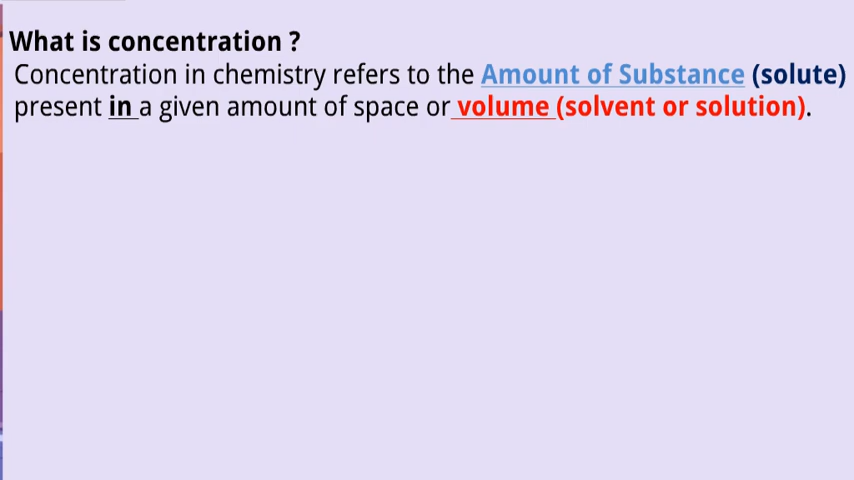 What is concentration ?
Concentration in chemistry refers to the Amount of Substance (solute)
present in a given amount of space or volume (solvent or solution).